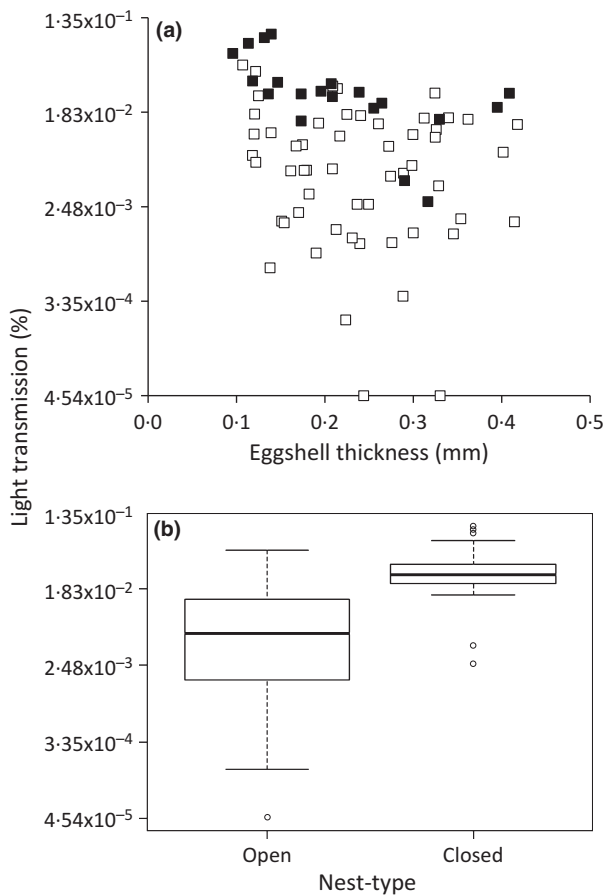 Light transmission (%)
(a)
1·35x10⁻¹
1·83x10⁻²
2·48x10⁻³
3·35x10⁻⁴
4·54x10⁻⁵
0·0 0·1 0·2 0·3 0·4 0·5
Eggshell thickness (mm)
(b)
1·35x10⁻¹
1·83x10⁻²
2·48x10⁻³
3·35x10⁻⁴
4·54x10⁻⁵
Open Closed
Nest-type